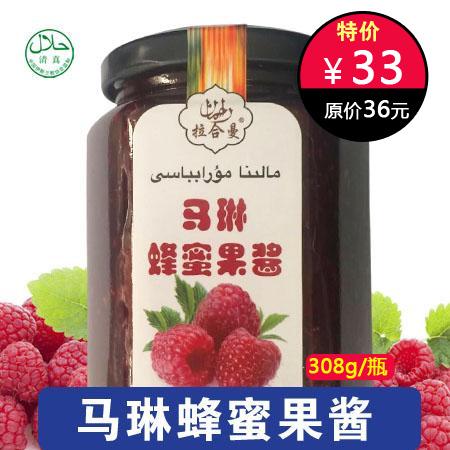 حلال
清真
特价
￥33
原价36元
拉合曼®
مالىنا مۇرابباسى
马琳
蜂蜜果酱
308g/瓶
马琳蜂蜜果酱